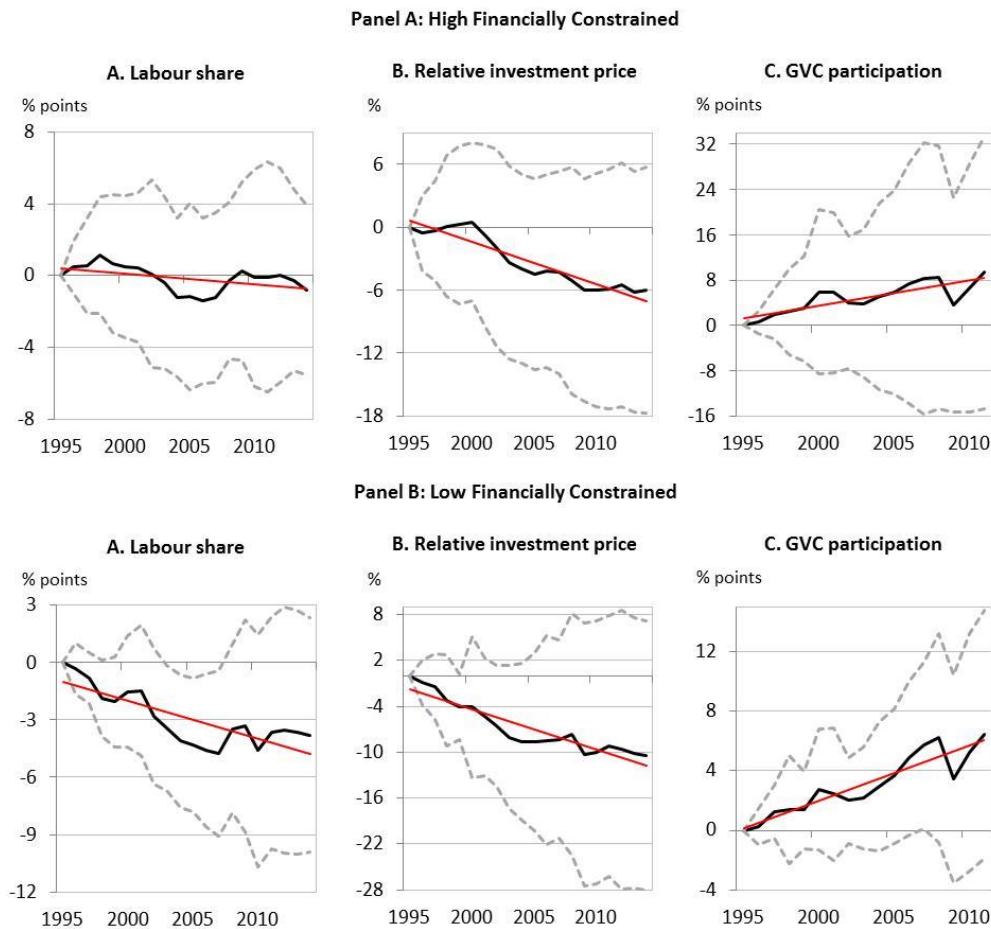 Panel A: High Financially Constrained
A. Labour share
B. Relative investment price
C. GVC participation
% points
%
% points
8
4
0
-4
-8
1995 2000 2005 2010
6
0
-6
-12
-18
1995 2000 2005 2010
32
24
16
8
0
-8
-16
1995 2000 2005 2010
Panel B: Low Financially Constrained
A. Labour share
B. Relative investment price
C. GVC participation
% points
%
% points
3
0
-3
-6
-9
-12
1995 2000 2005 2010
8
2
-4
-10
-16
-22
-28
1995 2000 2005 2010
12
8
4
0
-4
1995 2000 2005 2010